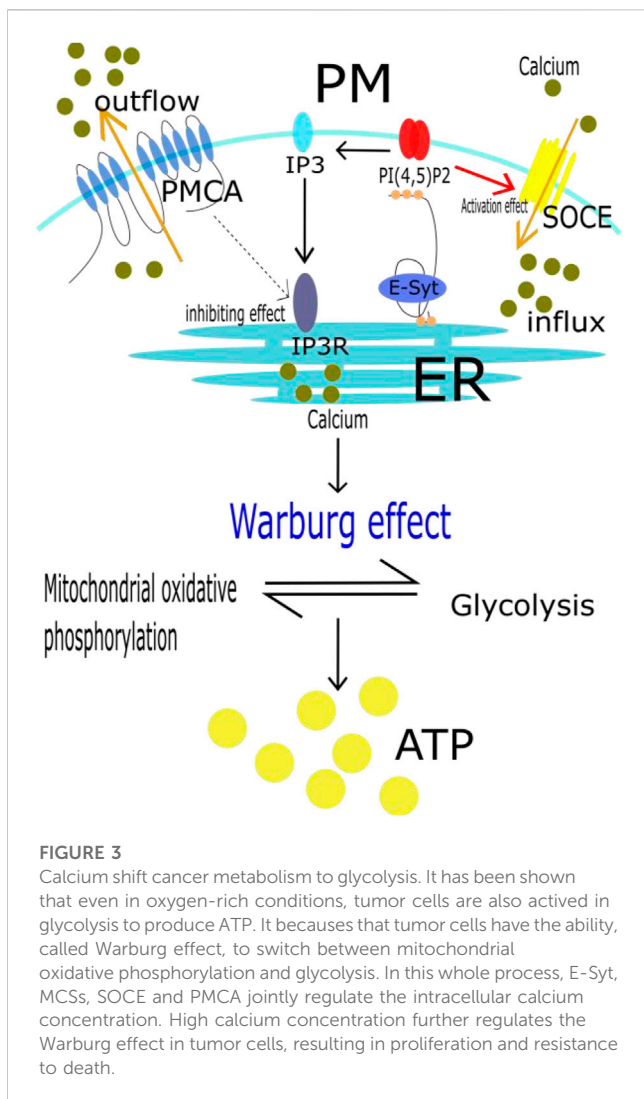 Calcium
outflow
PM
IP3
PI(4,5)P2
PMCA
Activation effect
SOCE
E-Syt
inhibiting effect
influx
IP3R
ER
Calcium
Warburg effect
Mitochondrial oxidative
phosphorylation
Glycolysis
ATP
FIGURE 3
Calcium shift cancer metabolism to glycolysis. It has been shown
that even in oxygen-rich conditions, tumor cells are also actived in
glycolysis to produce ATP. It becauses that tumor cells have the ability,
called Warburg effect, to switch between mitochondrial
oxidative phosphorylation and glycolysis. In this whole process, E-Syt,
MCSs, SOCE and PMCA jointly regulate the intracellular calcium
concentration. High calcium concentration further regulates the
Warburg effect in tumor cells, resulting in proliferation and resistance
to death.